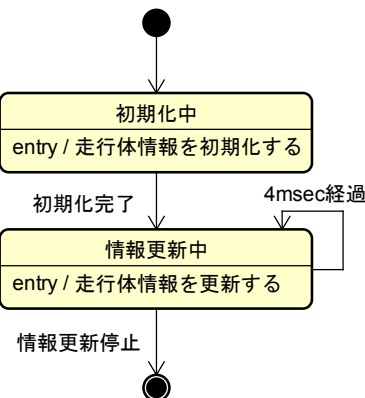 初期化中
entry / 走行体情報を初期化する
初期化完了
4msec経過
情報更新中
entry / 走行体情報を更新する
情報更新停止